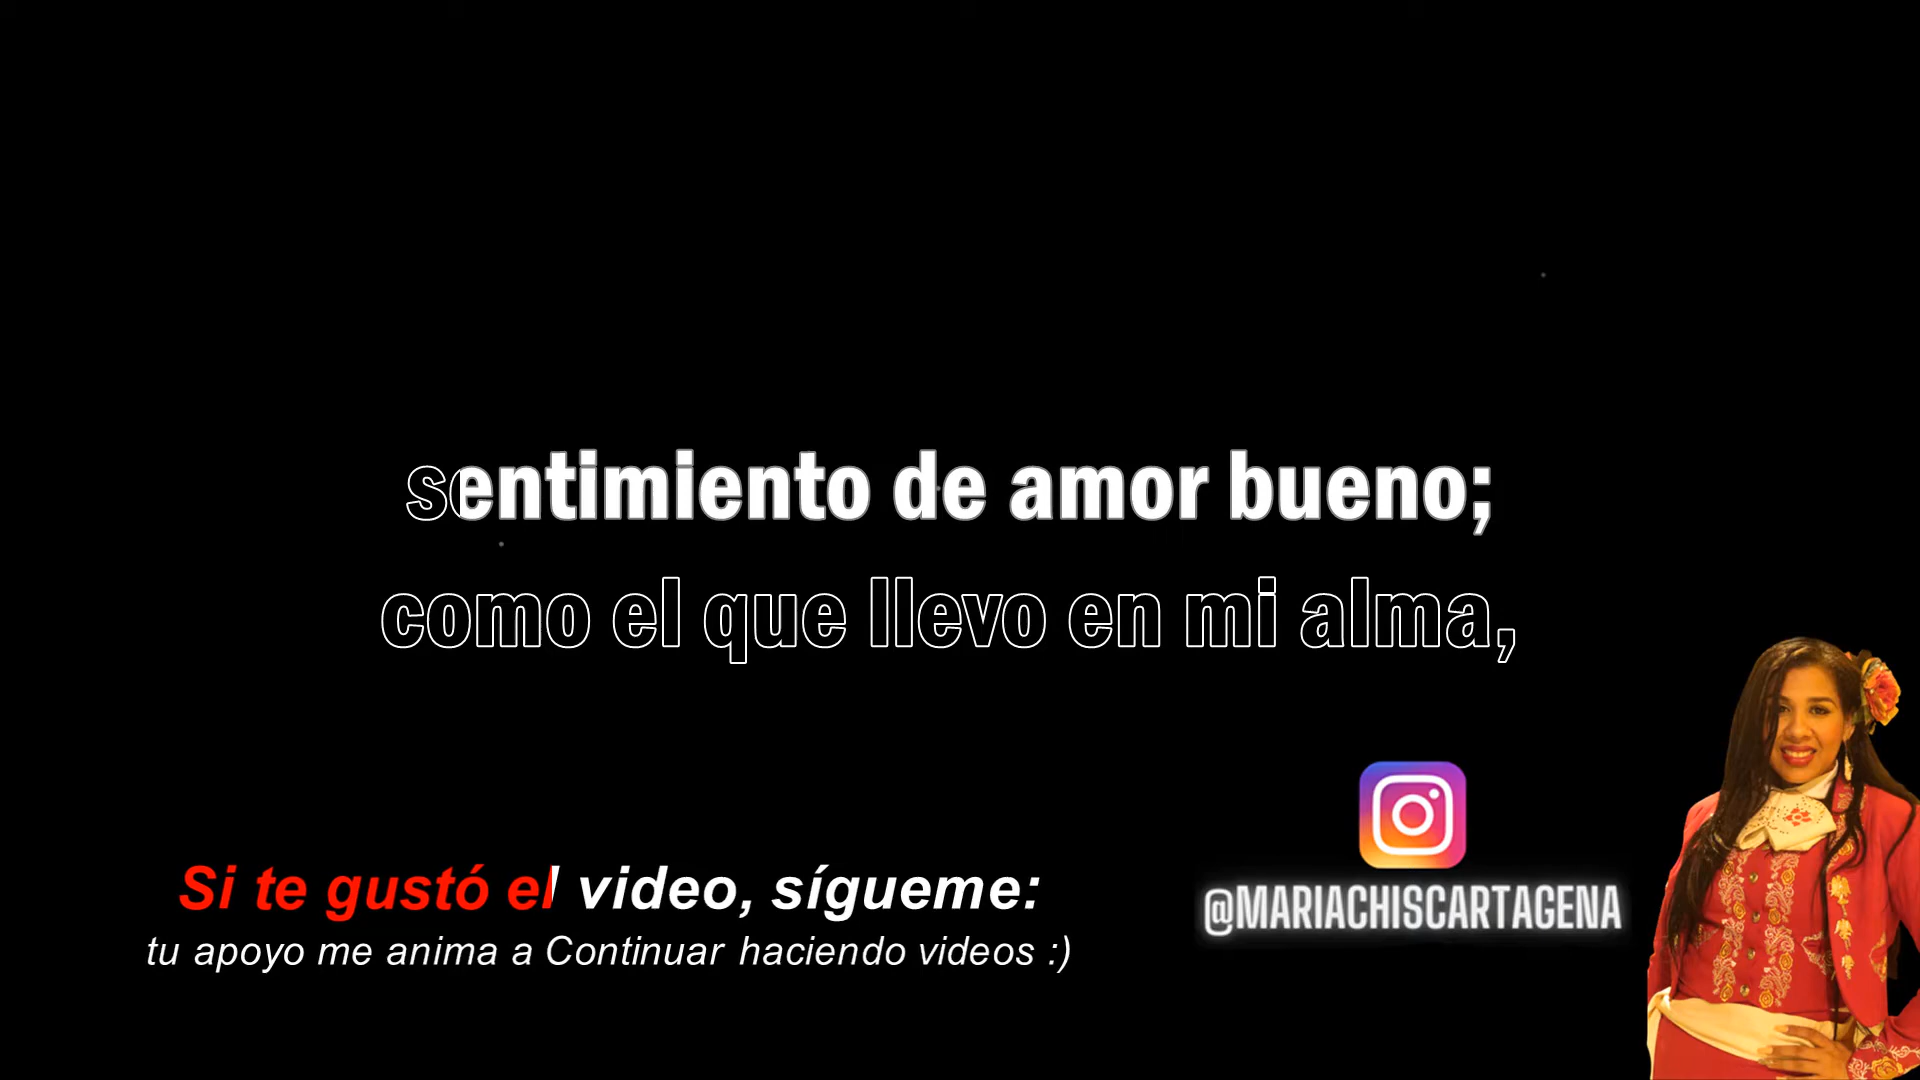 sentimiento de amor bueno;
como el que llevo en mi alma,
Si te gustó el video, sígueme:
tu apoyo me anima a Continuar haciendo videos :)
@MARIACHISCARTAGENA